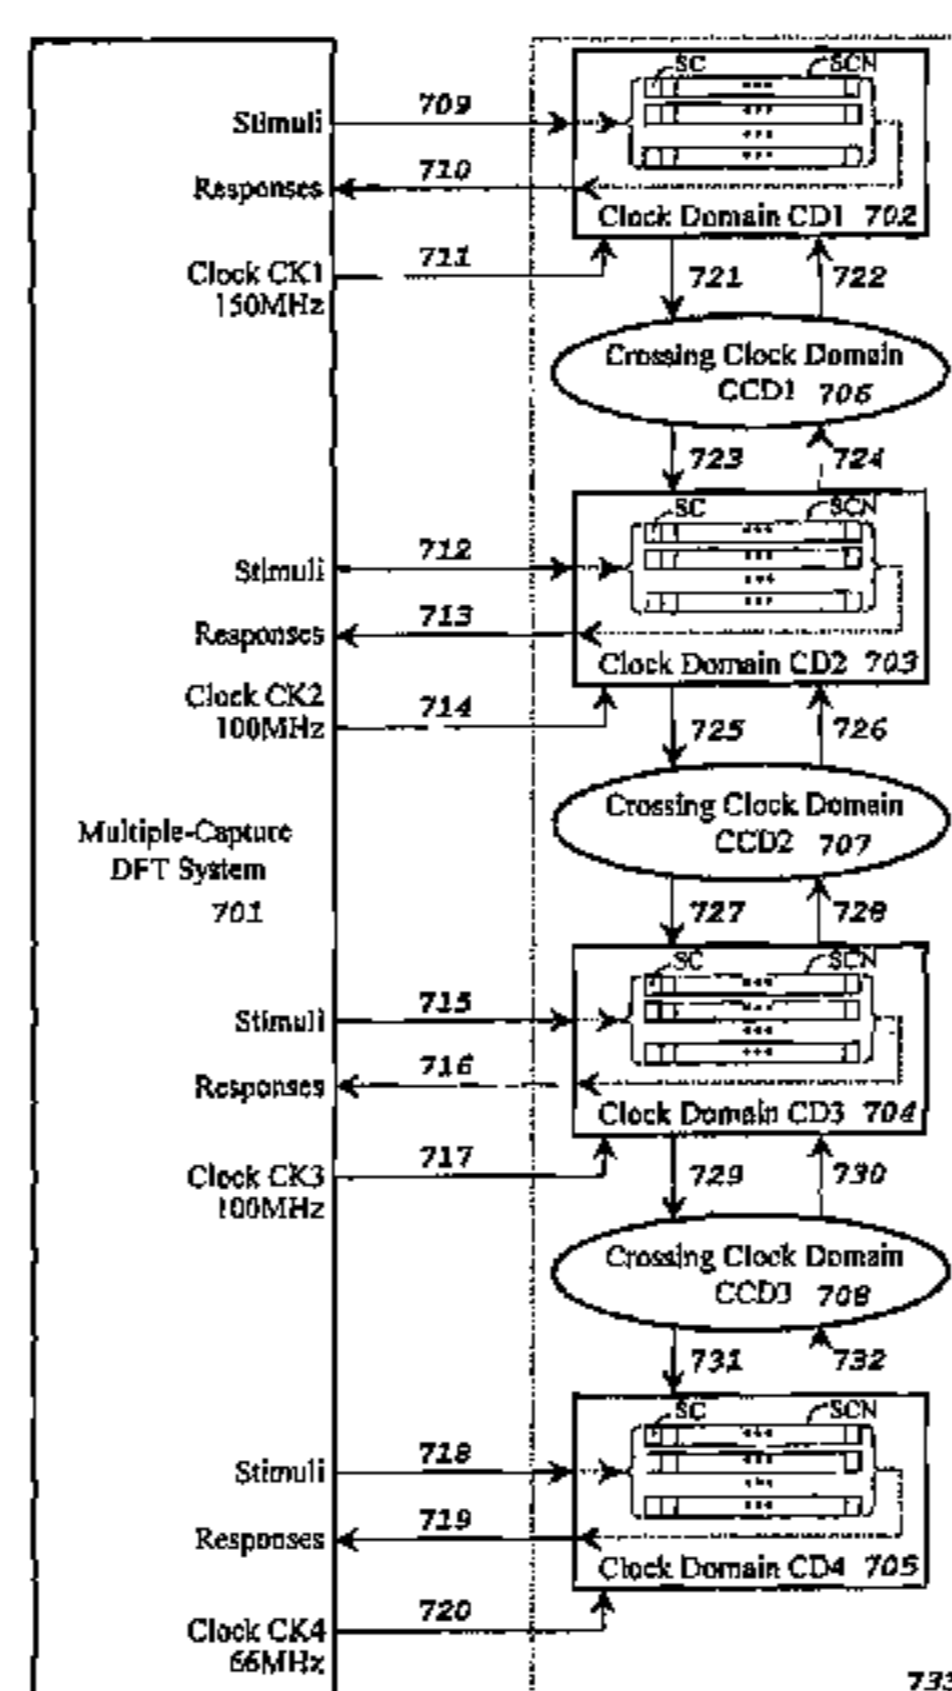 SC SCN
Stimuli 709
Responses 710
Clock Domain CD1 702
Clock CK1 711
150MHz
721 722
Crossing Clock Domain
CCD1 706
723 724
SC SCN
Stimuli 712
Responses 713
Clock Domain CD2 703
Clock CK2
100MHz 714
725 726
Crossing Clock Domain
CCD2 707
Multiple-Capture
DFT System
701
727 728
SC SCN
Stimuli 715
Responses 716
Clock Domain CD3 704
Clock CK3 717
100MHz
729 730
Crossing Clock Domain
CCD3 708
731 732
SC SCN
Stimuli 718
Responses 719
Clock Domain CD4 705
Clock CK4 720
66MHz
733